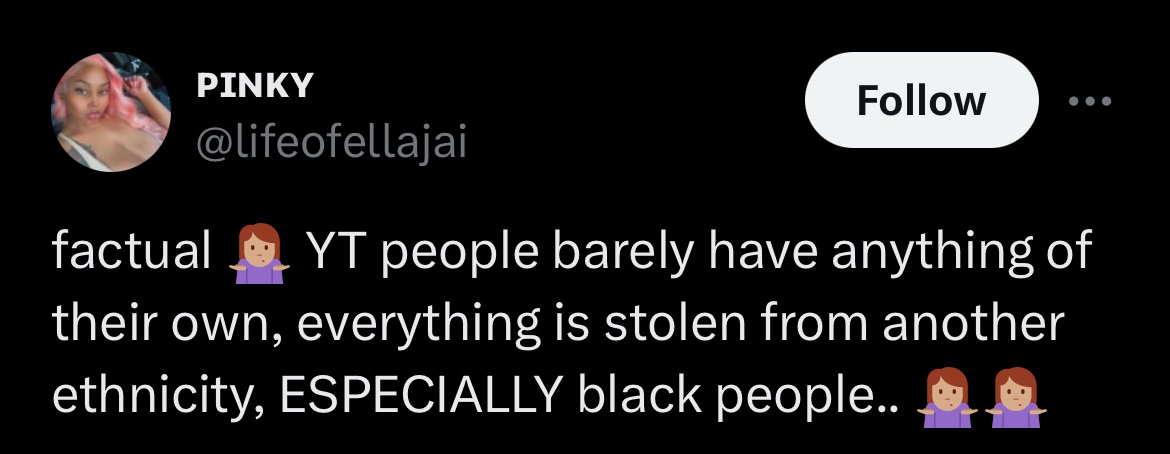 PINKY
@lifeofellajai
Follow
factual 🤷🏽‍♀️ YT people barely have anything of
their own, everything is stolen from another
ethnicity, ESPECIALLY black people.. 🤷🏽‍♀️🤷🏽‍♀️